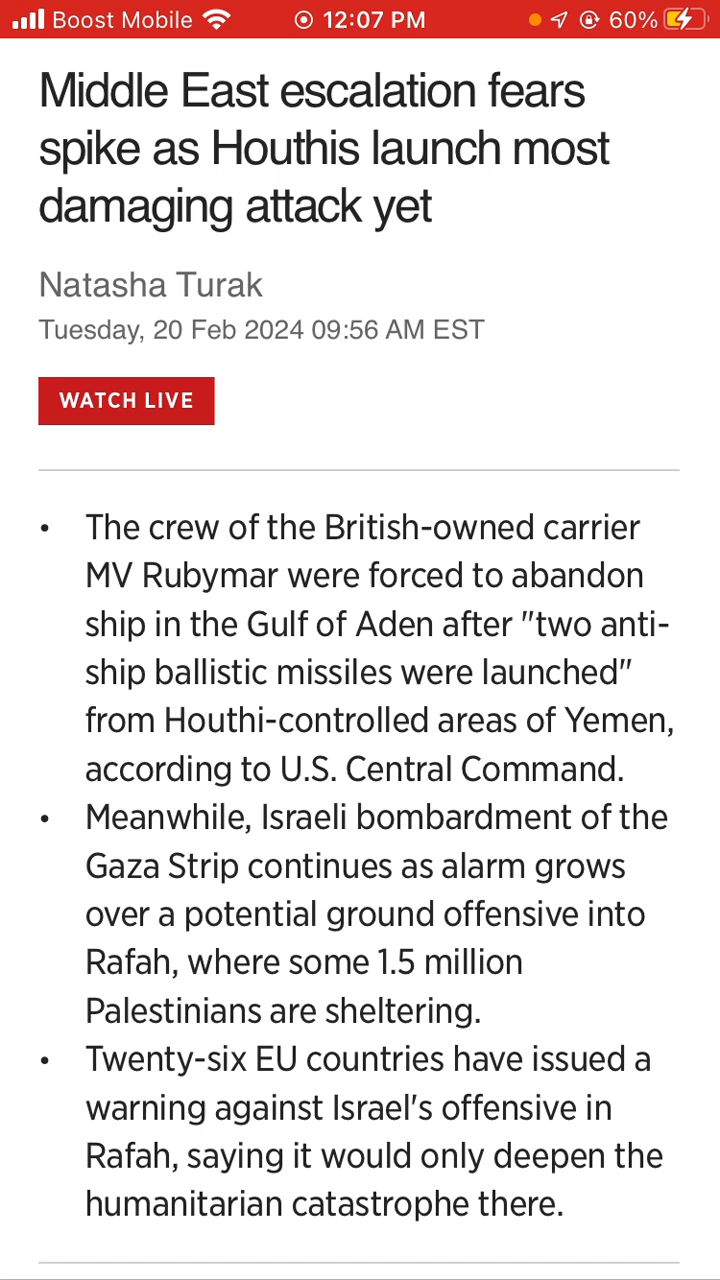 Boost Mobile 12:07 PM 60%
Middle East escalation fears
spike as Houthis launch most
damaging attack yet
Natasha Turak
Tuesday, 20 Feb 2024 09:56 AM EST
WATCH LIVE
• The crew of the British-owned carrier
MV Rubymar were forced to abandon
ship in the Gulf of Aden after "two anti-
ship ballistic missiles were launched"
from Houthi-controlled areas of Yemen,
according to U.S. Central Command.
• Meanwhile, Israeli bombardment of the
Gaza Strip continues as alarm grows
over a potential ground offensive into
Rafah, where some 1.5 million
Palestinians are sheltering.
• Twenty-six EU countries have issued a
warning against Israel's offensive in
Rafah, saying it would only deepen the
humanitarian catastrophe there.